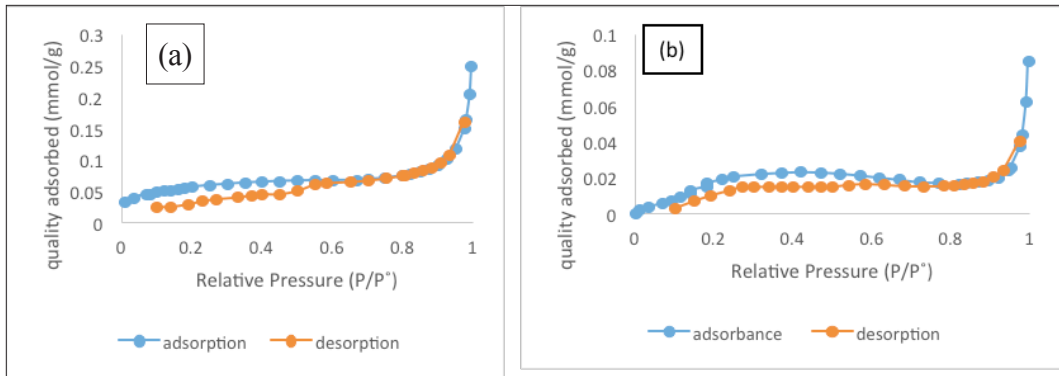 (a)
quality adsorbed (mmol/g)
0.3
0.25
0.2
0.15
0.1
0.05
0
0 0.2 0.4 0.6 0.8 1
Relative Pressure (P/P˚)
adsorption desorption
(b)
quality adsorbed (mmol/g)
0.1
0.08
0.06
0.04
0.02
0
0 0.2 0.4 0.6 0.8 1
Relative Pressure (P/P˚)
adsorbance desorption